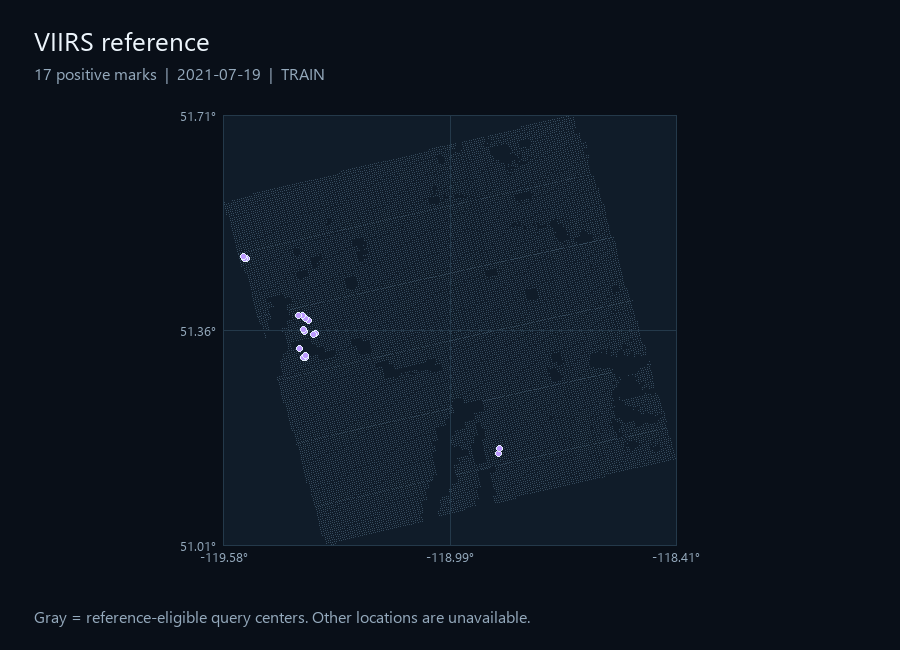 VIIRS reference
17 positive marks | 2021-07-19 | TRAIN
51.71°
51.36°
51.01°
-119.58°
-118.99°
-118.41°
Gray = reference-eligible query centers. Other locations are unavailable.